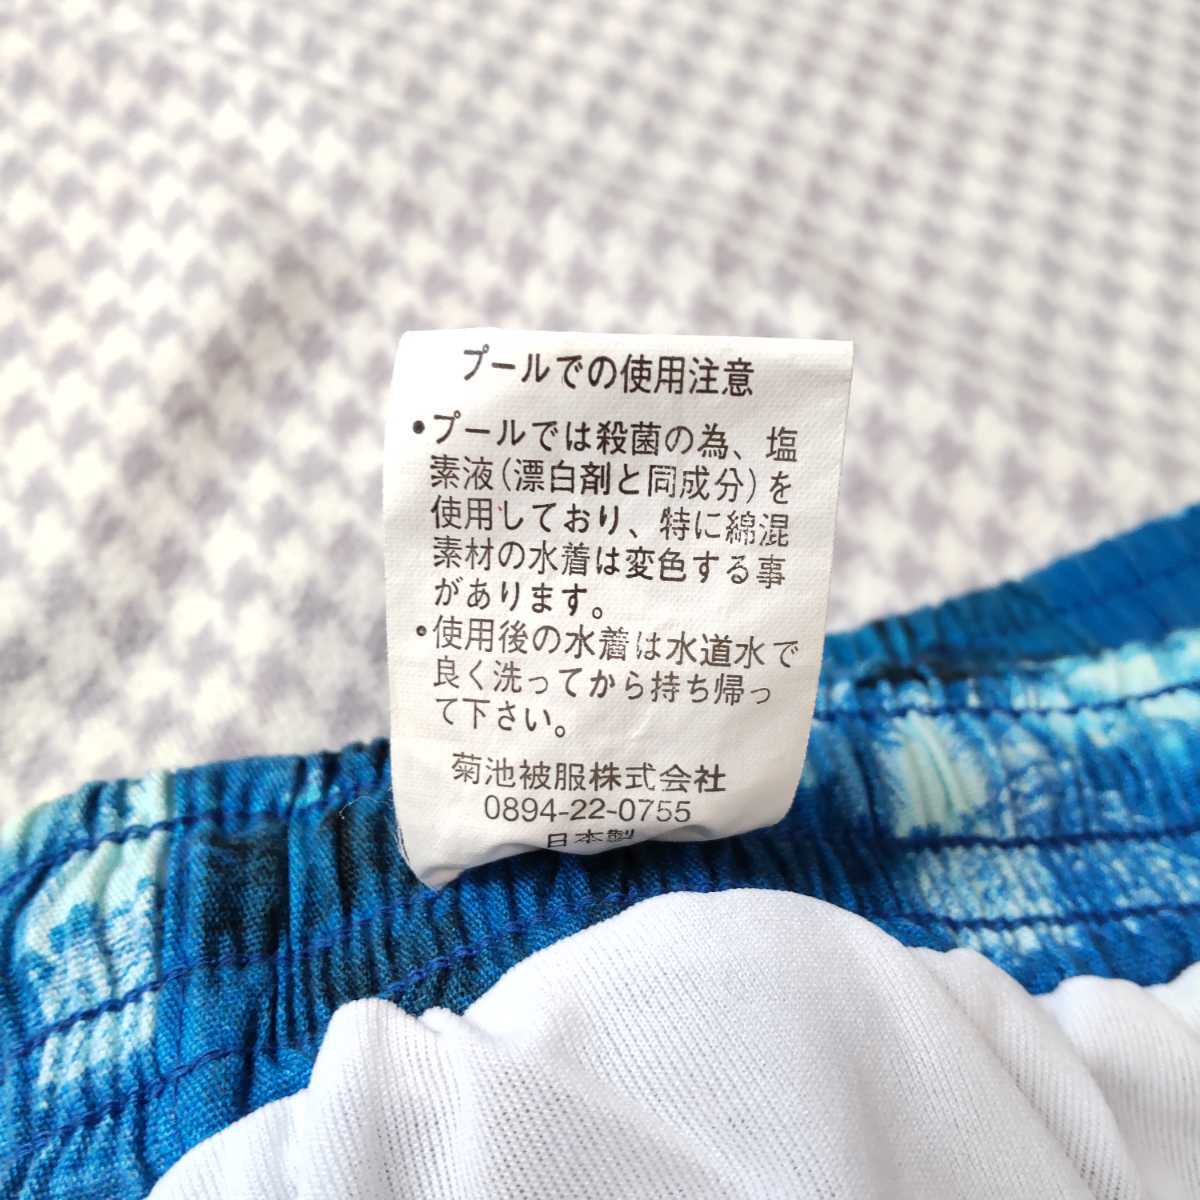 プールでの使用注意
•プールでは殺菌の為、塩
素液(漂白剤と同成分)を
使用しており、特に綿混
素材の水着は変色する事
があります。
•使用後の水着は水道水で
良く洗ってから持ち帰っ
て下さい。
菊池被服株式会社
0894-22-0755
日本製